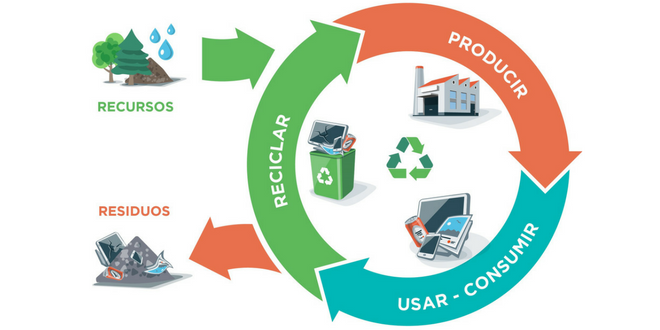 RECURSOS
PRODUCIR
RECICLAR
RESIDUOS
USAR - CONSUMIR